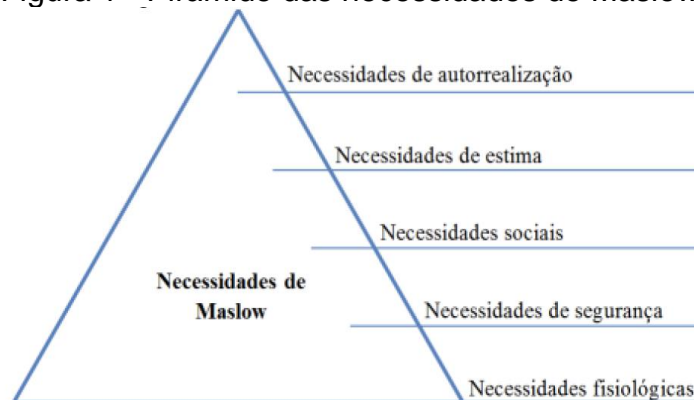 Necessidades de autorrealização
Necessidades de estima
Necessidades sociais
Necessidades de
Maslow
Necessidades de segurança
Necessidades fisiológicas